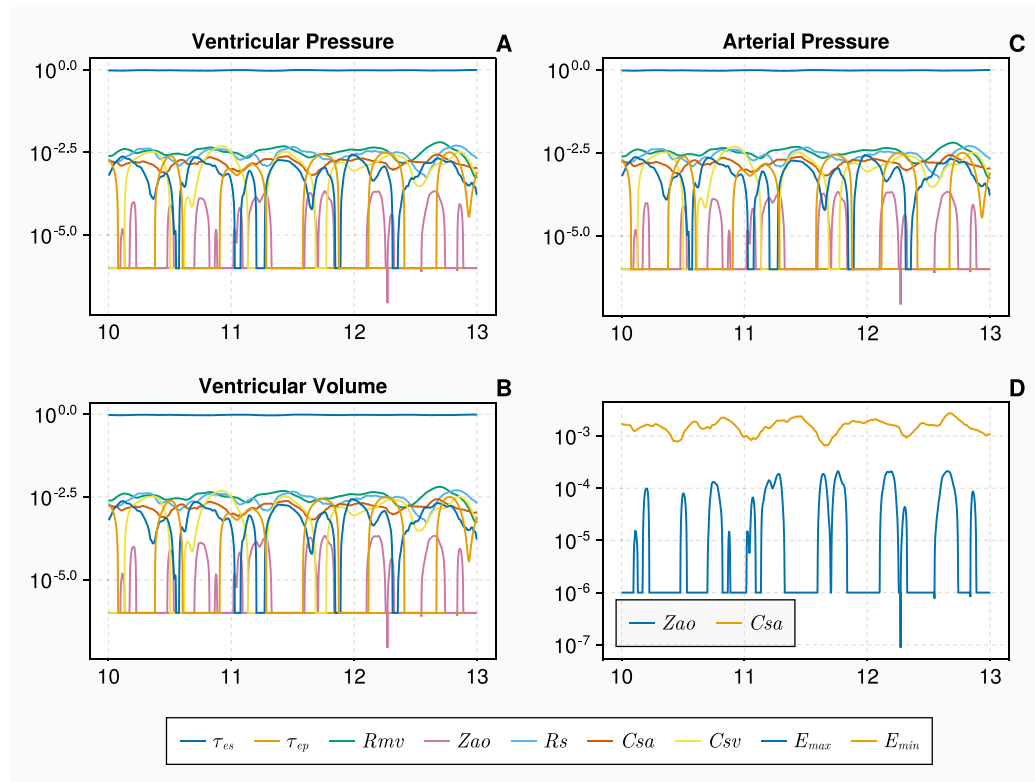 Ventricular Pressure A
10^0.0
10^-2.5
10^-5.0
10 11 12 13
Arterial Pressure C
10^0.0
10^-2.5
10^-5.0
10 11 12 13
Ventricular Volume B
10^0.0
10^-2.5
10^-5.0
10 11 12 13
D
10^-3
10^-4
10^-5
10^-6
10^-7
Zao Csa
10 11 12 13
τ_es τ_ep Rmv Zao Rs Csa Csv E_max E_min